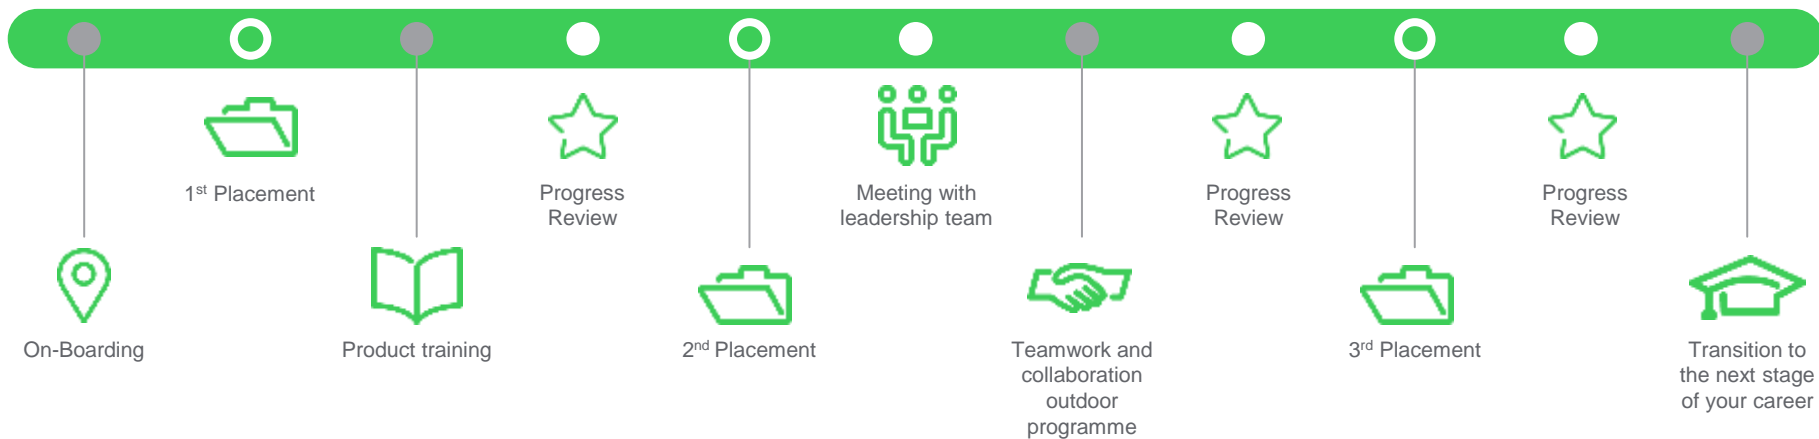 1st Placement
Progress
Review
Meeting with
leadership team
Progress
Review
Progress
Review
On-Boarding
Product training
2nd Placement
Teamwork and
collaboration
outdoor
programme
3rd Placement
Transition to
the next stage
of your career